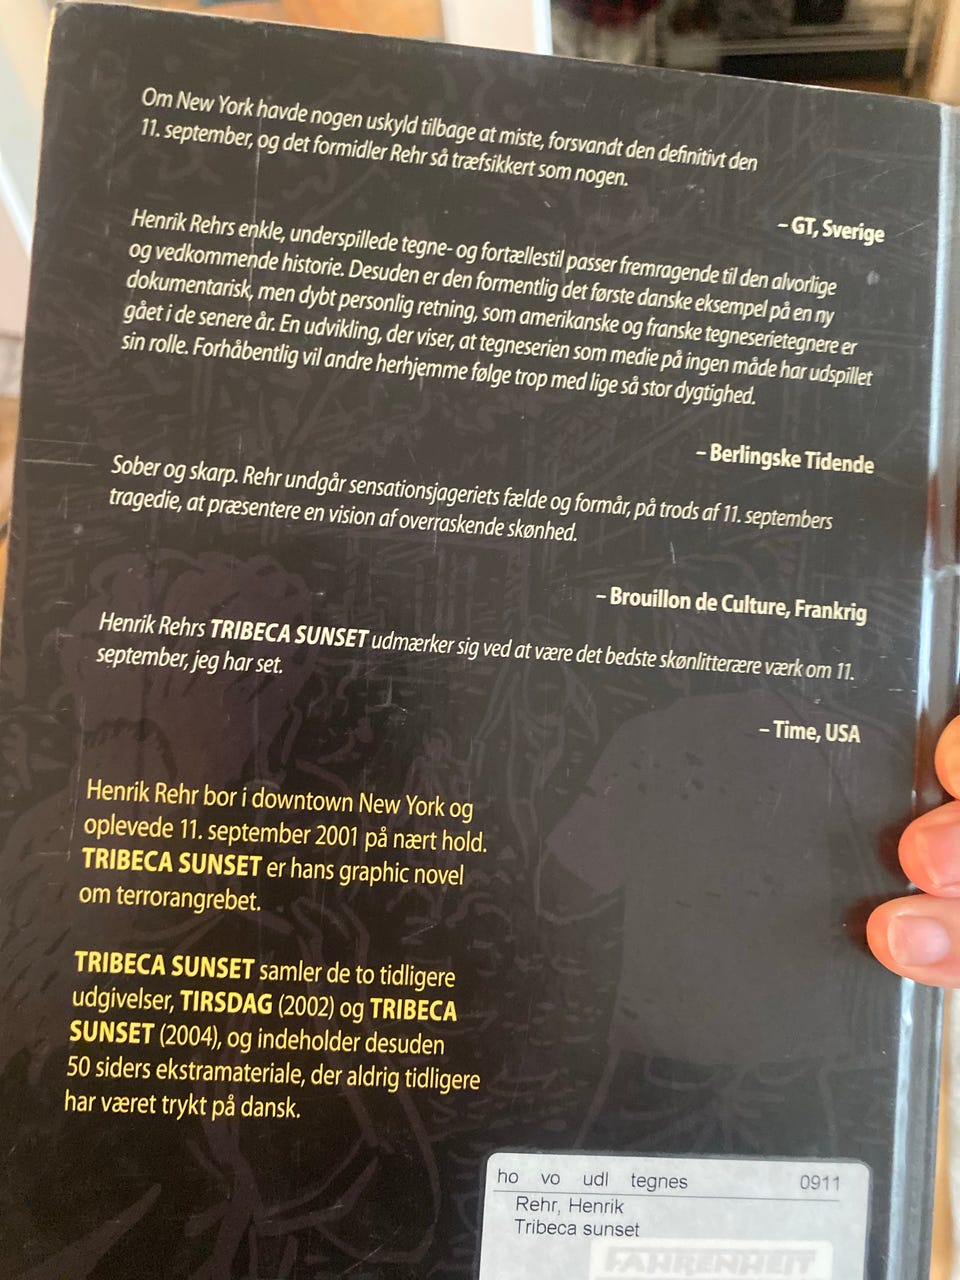 Om New York havde nogen uskyld tilbage at miste, forsvandt den definitivt den
11. september, og det formidler Rehr så træfsikkert som nogen.
– GT, Sverige
Henrik Rehrs enkle, underspillede tegne- og fortællestil passer fremragende til den alvorlige
og vedkommende historie. Desuden er den formentlig det første danske eksempel på en ny
dokumentarisk, men dybt personlig retning, som amerikanske og franske tegneserietegnere er
gået i de senere år. En udvikling, der viser, at tegneserien som medie på ingen måde har udspillet
sin rolle. Forhåbentlig vil andre herhjemme følge trop med lige så stor dygtighed.
– Berlingske Tidende
Sober og skarp. Rehr undgår sensationsjageriets fælde og formår, på trods af 11. septembers
tragedie, at præsentere en vision af overraskende skønhed.
– Brouillon de Culture, Frankrig
Henrik Rehrs TRIBECA SUNSET udmærker sig ved at være det bedste skønlitterære værk om 11.
september, jeg har set.
– Time, USA
Henrik Rehr bor i downtown New York og
oplevede 11. september 2001 på nært hold.
TRIBECA SUNSET er hans graphic novel
om terrorangrebet.
TRIBECA SUNSET samler de to tidligere
udgivelser, TIRSDAG (2002) og TRIBECA
SUNSET (2004), og indeholder desuden
50 siders ekstramateriale, der aldrig tidligere
har været trykt på dansk.
ho vo udl tegnes 0911
Rehr, Henrik
Tribeca sunset
FAHRENHEIT